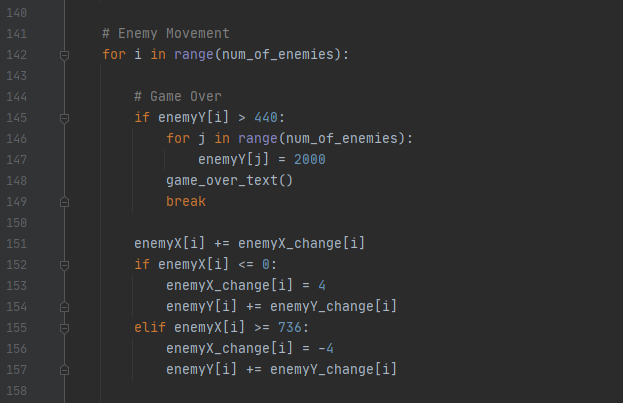 140
141 # Enemy Movement
142 for i in range(num_of_enemies):
143
144 # Game Over
145 if enemyY[i] > 440:
146 for j in range(num_of_enemies):
147 enemyY[j] = 2000
148 game_over_text()
149 break
150
151 enemyX[i] += enemyX_change[i]
152 if enemyX[i] <= 0:
153 enemyX_change[i] = 4
154 enemyY[i] += enemyY_change[i]
155 elif enemyX[i] >= 736:
156 enemyX_change[i] = -4
157 enemyY[i] += enemyY_change[i]
158